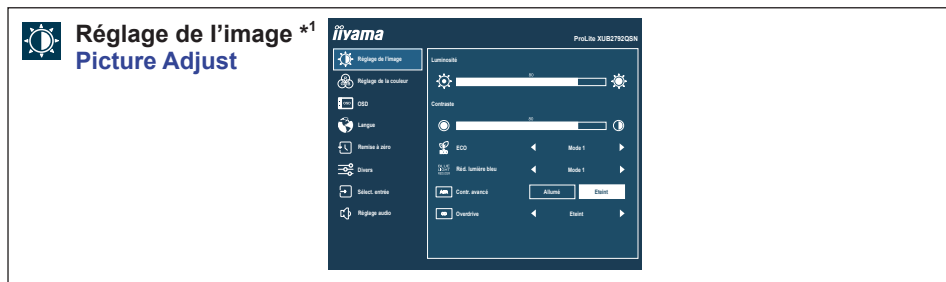 Réglage de l'image *1
Picture Adjust
iiyama
ProLite XUB2792QSN
Réglage de l'image
Luminosité
80
Réglage de la couleur
OSD
OSD
Contraste
Langue
Remise à zéro
ECO
Mode 1
Divers
Réd. lumière bleu
Mode 1
Sélect. entrée
Contr. avancé
Allumé
Eteint
Réglage audio
Overdrive
Eteint